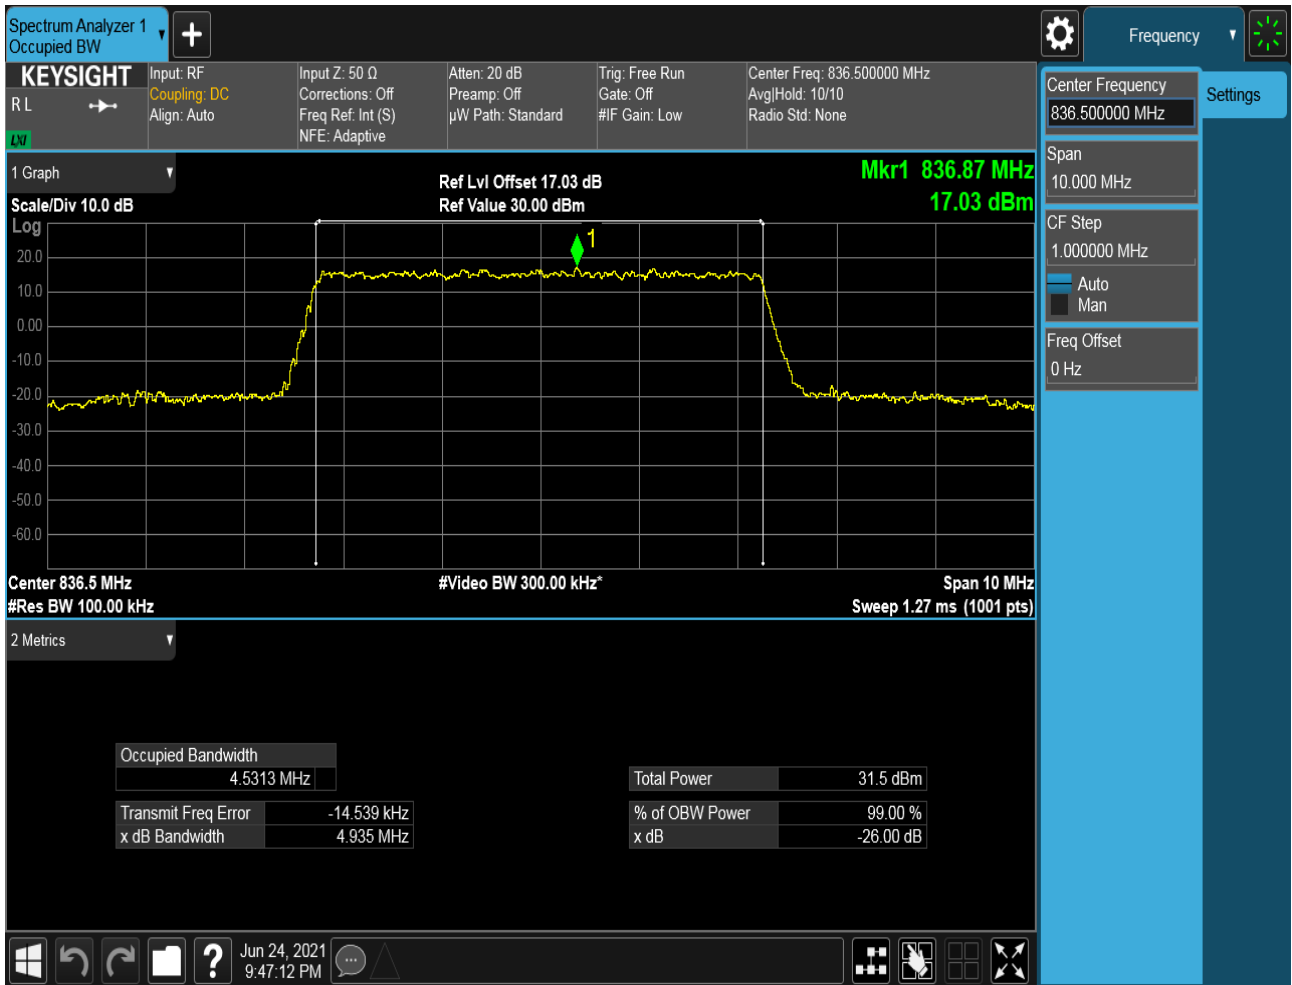 Spectrum Analyzer 1
Occupied BW
+
Frequency
KEYSIGHT
R L
LXI
Input: RF
Coupling: DC
Align: Auto
Input Z: 50 Ω
Corrections: Off
Freq Ref: Int (S)
NFE: Adaptive
Atten: 20 dB
Preamp: Off
µW Path: Standard
Trig: Free Run
Gate: Off
#IF Gain: Low
Center Freq: 836.500000 MHz
Avg|Hold: 10/10
Radio Std: None
Center Frequency
836.500000 MHz
Settings
Span
10.000 MHz
CF Step
1.000000 MHz
Auto
Man
Freq Offset
0 Hz
1 Graph
Scale/Div 10.0 dB
Log
Ref Lvl Offset 17.03 dB
Ref Value 30.00 dBm
Mkr1 836.87 MHz
17.03 dBm
1
20.0
10.0
0.00
-10.0
-20.0
-30.0
-40.0
-50.0
-60.0
Center 836.5 MHz
#Video BW 300.00 kHz*
Span 10 MHz
#Res BW 100.00 kHz
Sweep 1.27 ms (1001 pts)
2 Metrics
Occupied Bandwidth
4.5313 MHz
Total Power 31.5 dBm
Transmit Freq Error -14.539 kHz
% of OBW Power 99.00 %
x dB Bandwidth 4.935 MHz
x dB -26.00 dB
?
Jun 24, 2021
9:47:12 PM